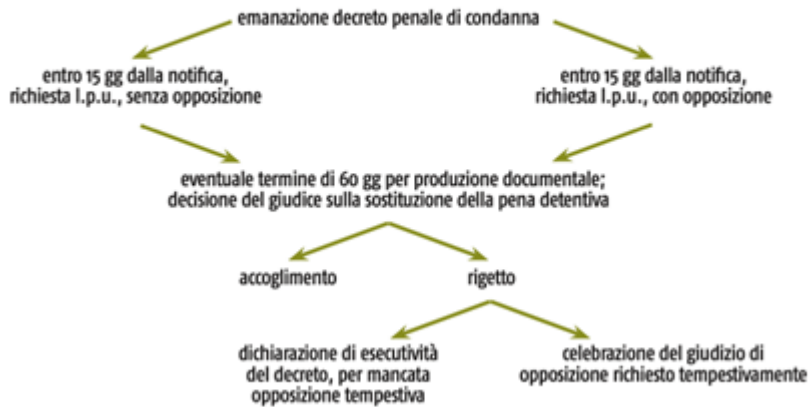 emanazione decreto penale di condanna
entro 15 gg dalla notifica,
richiesta l.p.u., senza opposizione
entro 15 gg dalla notifica,
richiesta l.p.u., con opposizione
eventuale termine di 60 gg per produzione documentale;
decisione del giudice sulla sostituzione della pena detentiva
accoglimento
rigetto
dichiarazione di esecutività
del decreto, per mancata
opposizione tempestiva
celebrazione del giudizio di
opposizione richiesto tempestivamente